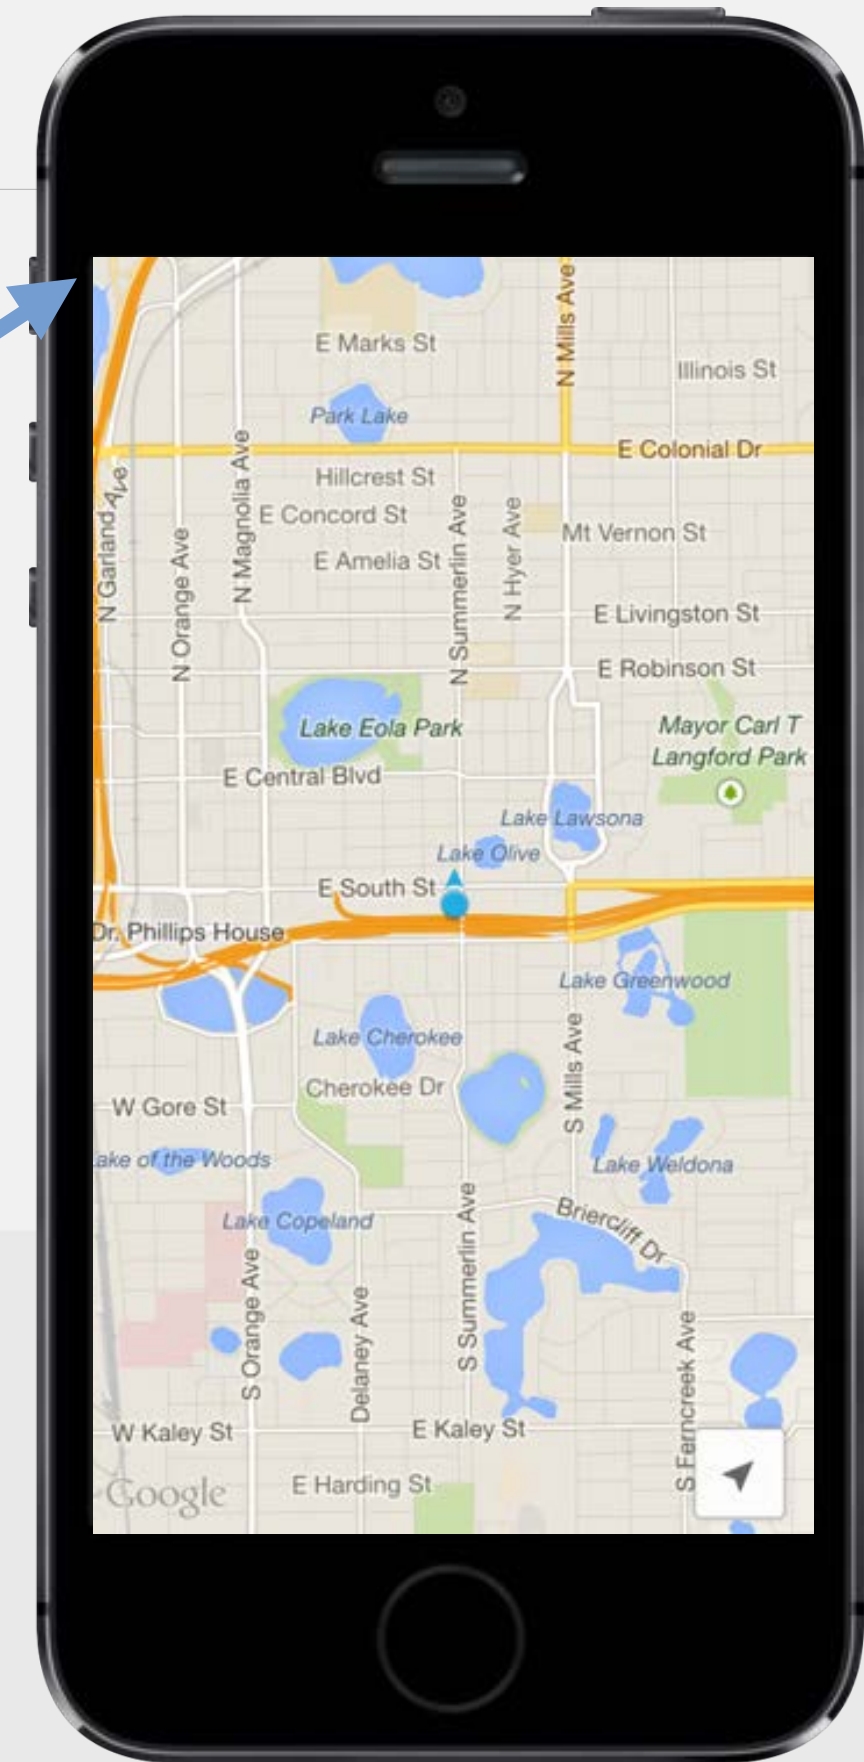 E Marks St
N Mills Ave
Illinois St
Park Lake
E Colonial Dr
N Magnolia Ave
N Garland Ave
Hillcrest St
E Concord St
N Summerlin Ave
N Hyer Ave
N Orange Ave
Mt Vernon St
E Amelia St
E Livingston St
E Robinson St
Lake Eola Park
Mayor Carl T
Langford Park
E Central Blvd
Lake Lawsona
Lake Olive
E South St
Dr. Phillips House
Lake Greenwood
Lake Cherokee
S Mills Ave
Cherokee Dr
W Gore St
ake of the Woods
Lake Weldona
Lake Copeland
S Summerlin Ave
Briercliff Dr
S Orange Ave
Delaney Ave
S Ferncreek Ave
W Kaley St
E Kaley St
Google
E Harding St